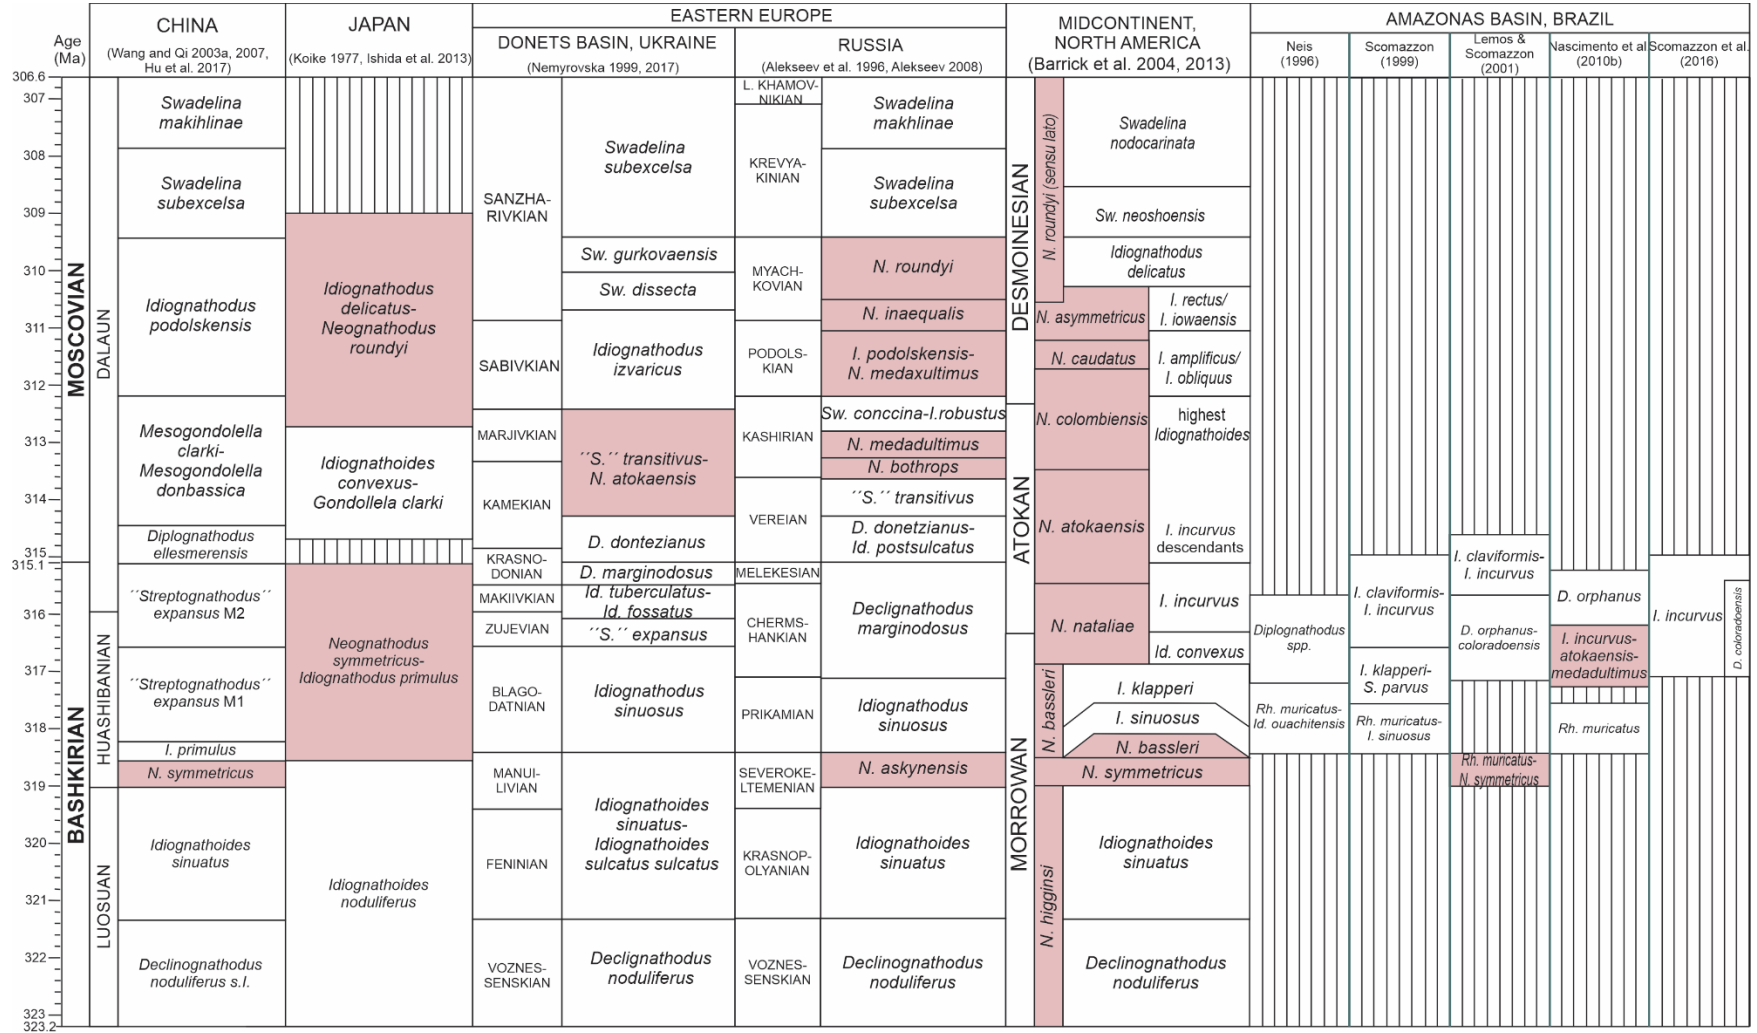 Age
(Ma)
CHINA
(Wang and Qi 2003a, 2007,
Hu et al. 2017)
JAPAN
(Koike 1977, Ishida et al. 2013)
EASTERN EUROPE
DONETS BASIN, UKRAINE
(Nemyrovska 1999, 2017)
RUSSIA
(Alekseev et al. 1996, Alekseev 2008)
MIDCONTINENT,
NORTH AMERICA
(Barrick et al. 2004, 2013)
AMAZONAS BASIN, BRAZIL
Neis
(1996)
Scomazzon
(1999)
Lemos &
Scomazzon
(2001)
Nascimento et al
(2010b)
Scomazzon et al.
(2016)
306.6
307
308
309
310
311
312
313
314
315
315.1
316
317
318
319
320
321
322
323
323.2
MOSCOVIAN
BASHKIRIAN
DALAUN
HUASHIBANIAN
LUOSUAN
Swadelina
makihlinae
Swadelina
subexcelsa
Idiognathodus
podolskensis
Mesogondolella
clarki-
Mesogondolella
donbassica
Diplognathodus
ellesmerensis
´´Streptognathodus´´
expansus M2
´´Streptognathodus´´
expansus M1
I. primulus
N. symmetricus
Idiognathoides
sinuatus
Declinognathodus
noduliferus s.l.
Idiognathodus
delicatus-
Neognathodus
roundyi
Idiognathoides
convexus-
Gondollela clarki
Neognathodus
symmetricus-
Idiognathodus primulus
Idiognathoides
noduliferus
SANZHA-
RIVKIAN
SABIVKIAN
MARJIVKIAN
KAMEKIAN
KRASNO-
DONIAN
MAKIIVKIAN
ZUJEVIAN
BLAGO-
DATNIAN
MANUI-
LIVIAN
FENINIAN
VOZNES-
SENSKIAN
Swadelina
subexcelsa
Sw. gurkovaensis
Sw. dissecta
Idiognathodus
izvaricus
´´S.´´ transitivus-
N. atokaensis
D. dontezianus
D. marginodosus
Id. tuberculatus-
Id. fossatus
´´S.´´ expansus
Idiognathodus
sinuosus
Idiognathoides
sinuatus-
Idiognathoides
sulcatus sulcatus
Declignathodus
noduliferus
L. KHAMOV-
NIKIAN
KREVYA-
KINIAN
MYACH-
KOVIAN
PODOLS-
KIAN
KASHIRIAN
VEREIAN
MELEKESIAN
CHERMS-
HANKIAN
PRIKAMIAN
SEVEROKE-
LTEMENIAN
KRASNOP-
OLYANIAN
VOZNES-
SENSKIAN
Swadelina
makhlinae
Swadelina
subexcelsa
N. roundyi
N. inaequalis
I. podolskensis-
N. medaxultimus
Sw. conccina-I.robustus
N. medadultimus
N. bothrops
´´S.´´ transitivus
D. donetzianus-
Id. postsulcatus
Declignathodus
marginodosus
Idiognathodus
sinuosus
N. askynensis
Idiognathoides
sinuatus
Declinognathodus
noduliferus
DESMOINESIAN
ATOKAN
MORROWAN
N. roundyi (sensu lato)
N. asymmetricus
N. caudatus
N. colombiensis
N. atokaensis
N. nataliae
N. bassleri
N. higginsi
Swadelina
nodocarinata
Sw. neoshoensis
Idiognathodus
delicatus
I. rectus/
I. iowaensis
I. amplificus/
I. obliquus
highest
Idiognathoides
I. incurvus
descendants
I. incurvus
Id. convexus
I. klapperi
I. sinuosus
N. bassleri
N. symmetricus
Idiognathoides
sinuatus
Declinognathodus
noduliferus
Diplognathodus
spp.
Rh. muricatus-
Id. ouachitensis
I. claviformis-
I. incurvus
I. klapperi-
S. parvus
Rh. muricatus-
I. sinuosus
I. claviformis-
I. incurvus
D. orphanus-
coloradoensis
Rh. muricatus-
N. symmetricus
D. orphanus
I. incurvus-
atokaensis-
medadultimus
Rh. muricatus
I. incurvus
D. coloradoensis